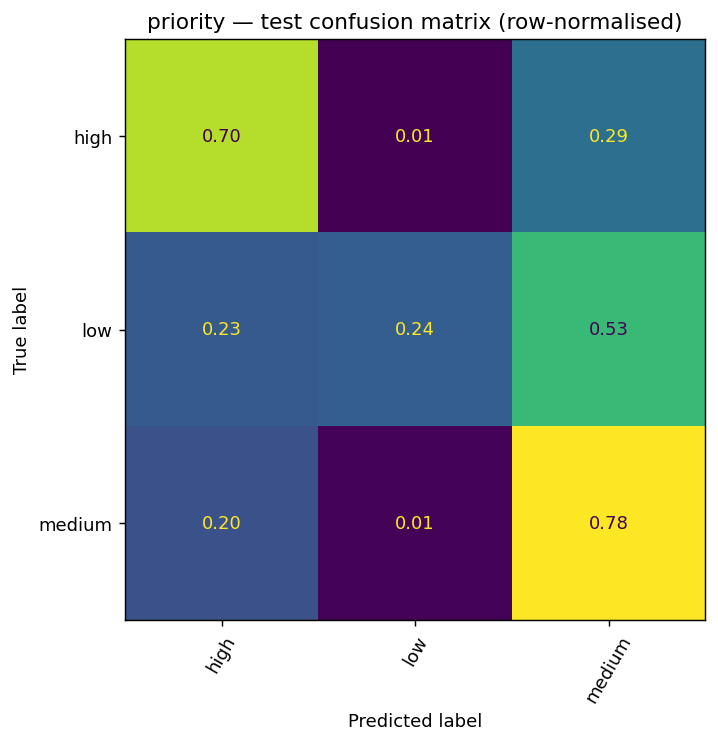 priority — test confusion matrix (row-normalised)
high
0.70
0.01
0.29
low
0.23
0.24
0.53
medium
0.20
0.01
0.78
True label
high
low
medium
Predicted label